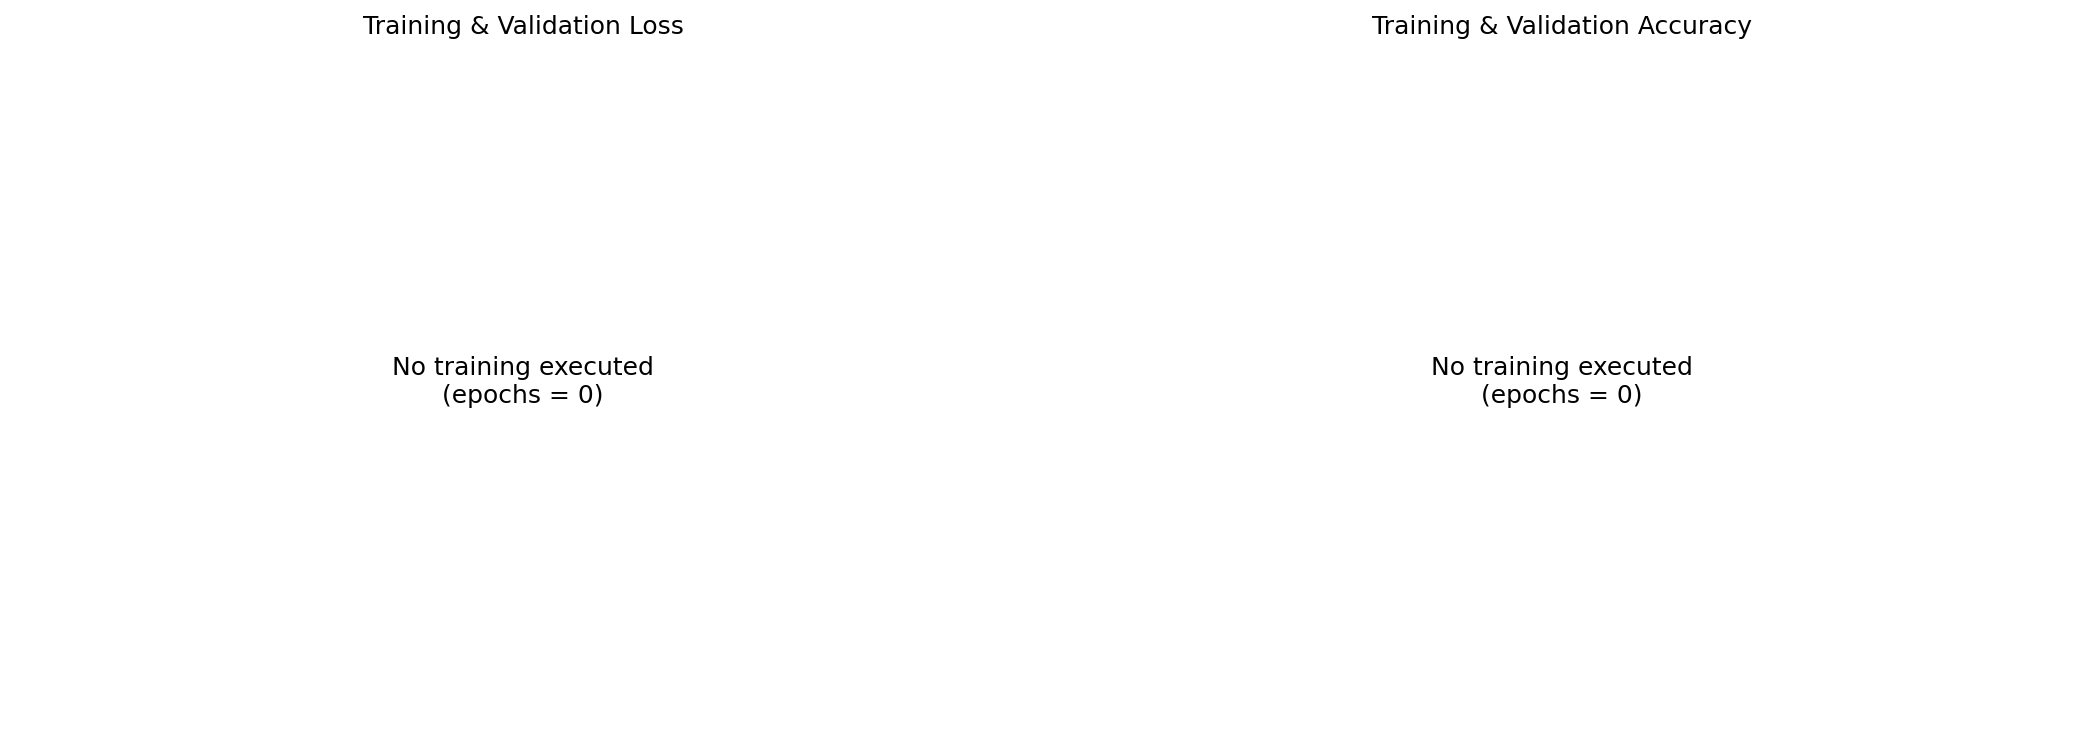 Training & Validation Loss
No training executed
(epochs = 0)
Training & Validation Accuracy
No training executed
(epochs = 0)